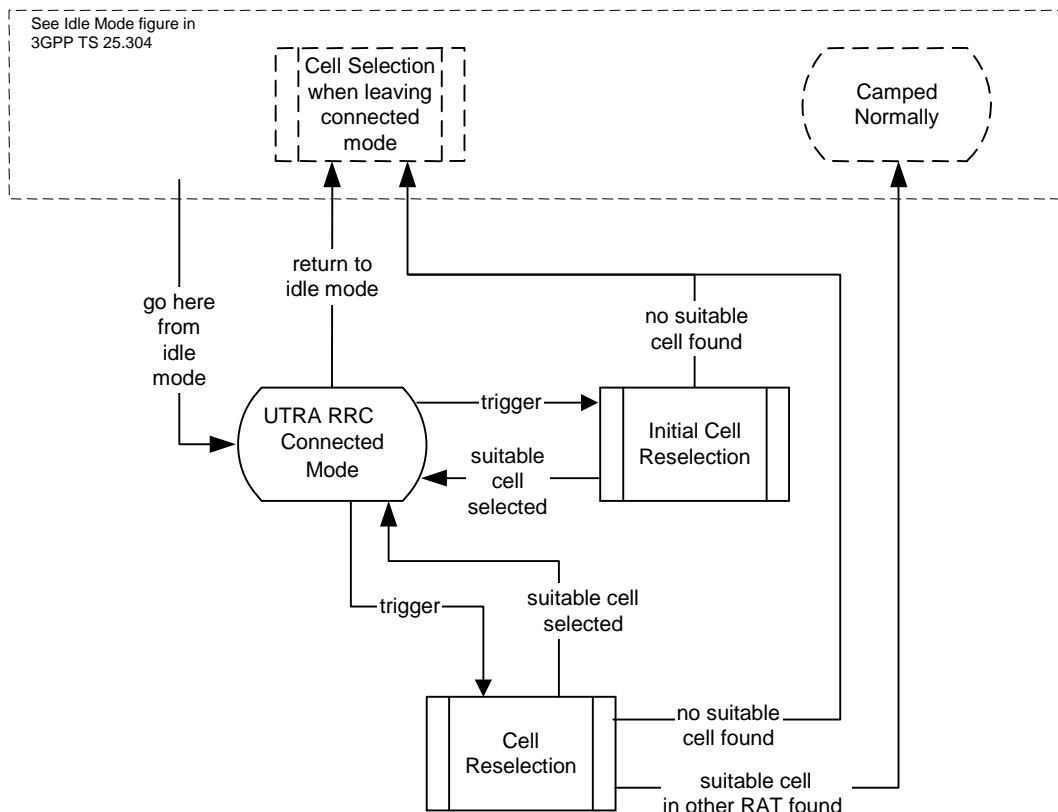 See Idle Mode figure in
3GPP TS 25.304
Cell Selection
when leaving
connected
mode
Camped
Normally
return to
idle mode
go here
from
idle
mode
no suitable
cell found
UTRA RRC
Connected
Mode
trigger
Initial Cell
Reselection
suitable
cell
selected
trigger
suitable cell
selected
Cell
Reselection
no suitable
cell found
suitable cell
in other RAT found